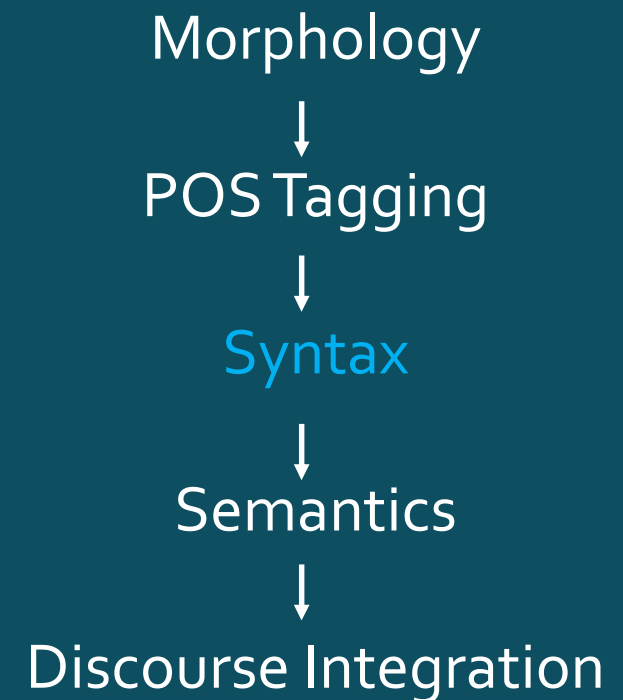 Morphology
POS Tagging
Syntax
Semantics
Discourse Integration